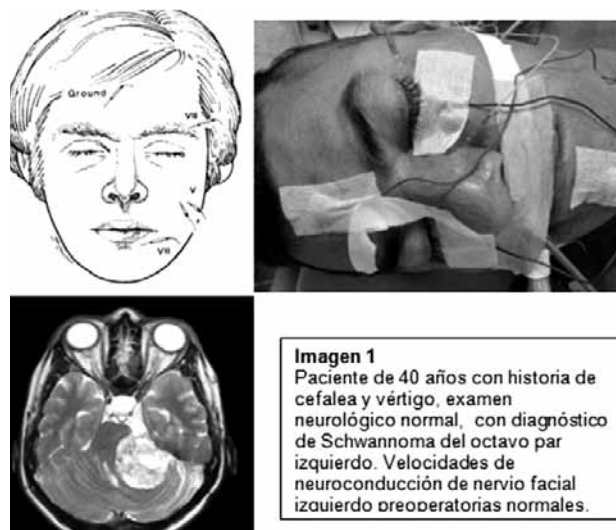 Ground
VII
V
VII
Imagen 1
Paciente de 40 años con historia de
cefalea y vértigo, examen
neurológico normal, con diagnóstico
de Schwannoma del octavo par
izquierdo. Velocidades de
neuroconducción de nervio facial
izquierdo preoperatorias normales.